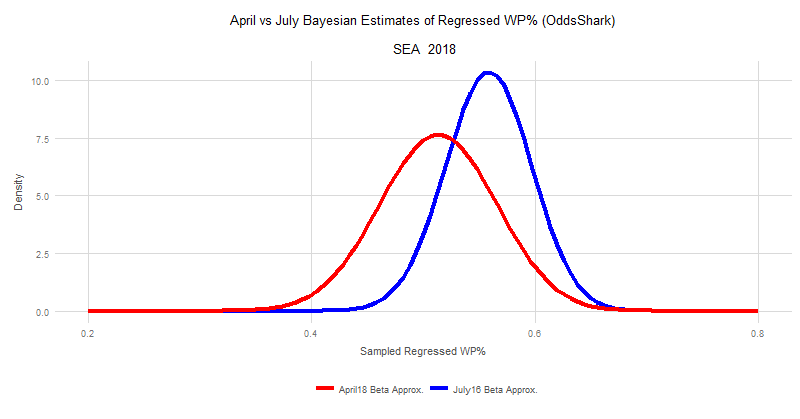 April vs July Bayesian Estimates of Regressed WP% (OddsShark)
SEA 2018
10.0
7.5
5.0
2.5
0.0
Density
0.2 0.4 0.6 0.8
Sampled Regressed WP%
April18 Beta Approx. July16 Beta Approx.